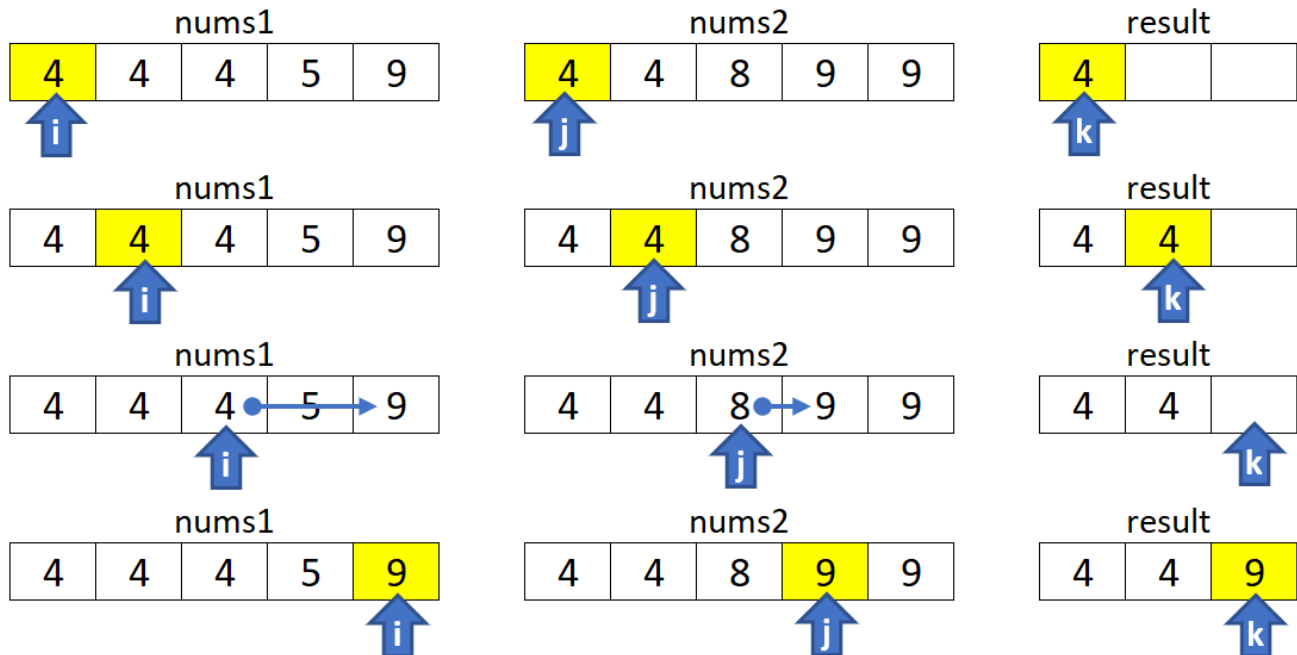 nums1 nums2 result
4 4 4 5 9 4 4 8 9 9 4
i j k
nums1 nums2 result
4 4 4 5 9 4 4 8 9 9 4 4
i j k
nums1 nums2 result
4 4 4 5 9 4 4 8 9 9 4 4
i j k
nums1 nums2 result
4 4 4 5 9 4 4 8 9 9 4 4 9
i j k